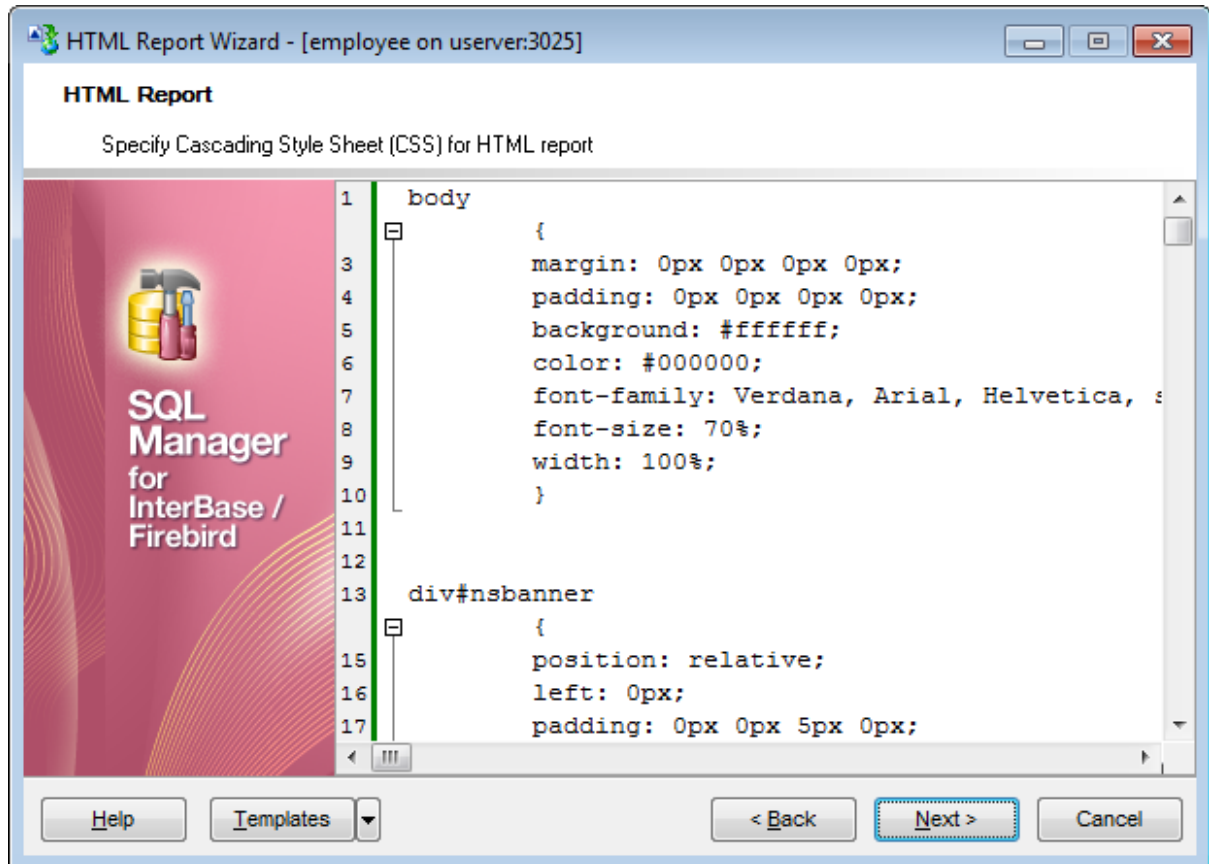 HTML Report Wizard - [employee on userver:3025]
HTML Report
Specify Cascading Style Sheet (CSS) for HTML report
SQL
Manager
for
InterBase /
Firebird
1 body
{
3 margin: 0px 0px 0px 0px;
4 padding: 0px 0px 0px 0px;
5 background: #ffffff;
6 color: #000000;
7 font-family: Verdana, Arial, Helvetica,
8 font-size: 70%;
9 width: 100%;
10 }
11
12
13 div#nsbanner
{
15 position: relative;
16 left: 0px;
17 padding: 0px 0px 5px 0px;
Help Templates < Back Next > Cancel